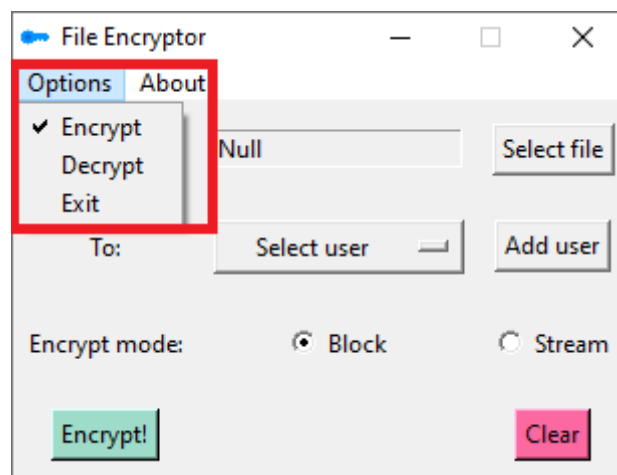 File Encryptor
Options About
Encrypt
Null Select file
Decrypt
Exit
To: Select user Add user
Encrypt mode: Block Stream
Encrypt! Clear